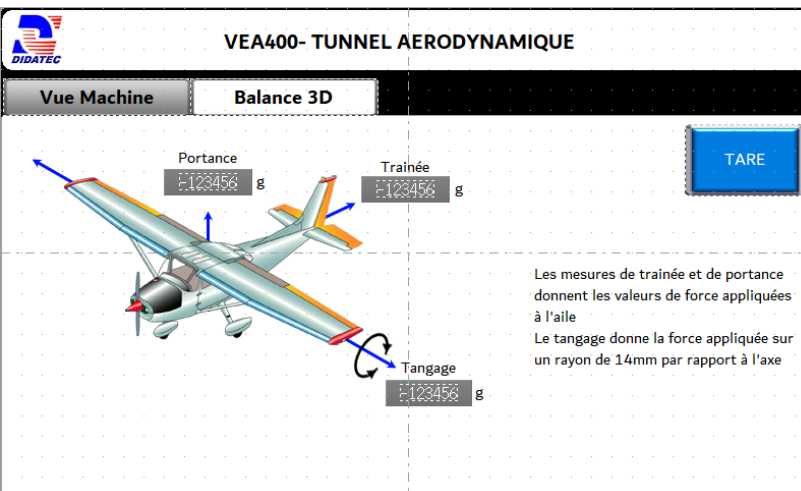 VEA400- TUNNEL AERODYNAMIQUE
DIDATEC
Vue Machine
Balance 3D
TARE
Portance
-123456 g
Trainée
-123456 g
Les mesures de trainée et de portance
donnent les valeurs de force appliquées
à l'aile
Le tangage donne la force appliquée sur
un rayon de 14mm par rapport à l'axe
Tangage
-123456 g